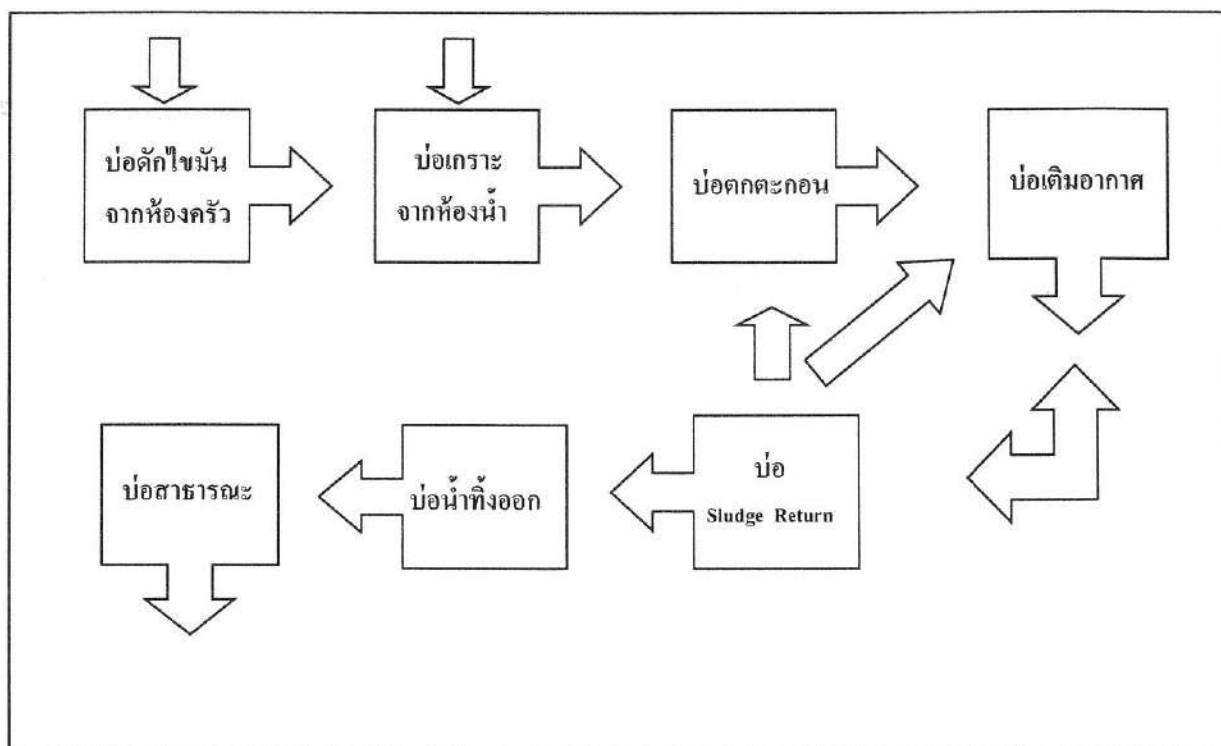 บ่อดักไขมัน
จากห้องครัว
บ่อเกราะ
จากห้องน้ำ
บ่อตกตะกอน
บ่อเติมอากาศ
บ่อสาธารณะ
บ่อน้ำทิ้งออก
บ่อ
Sludge Return